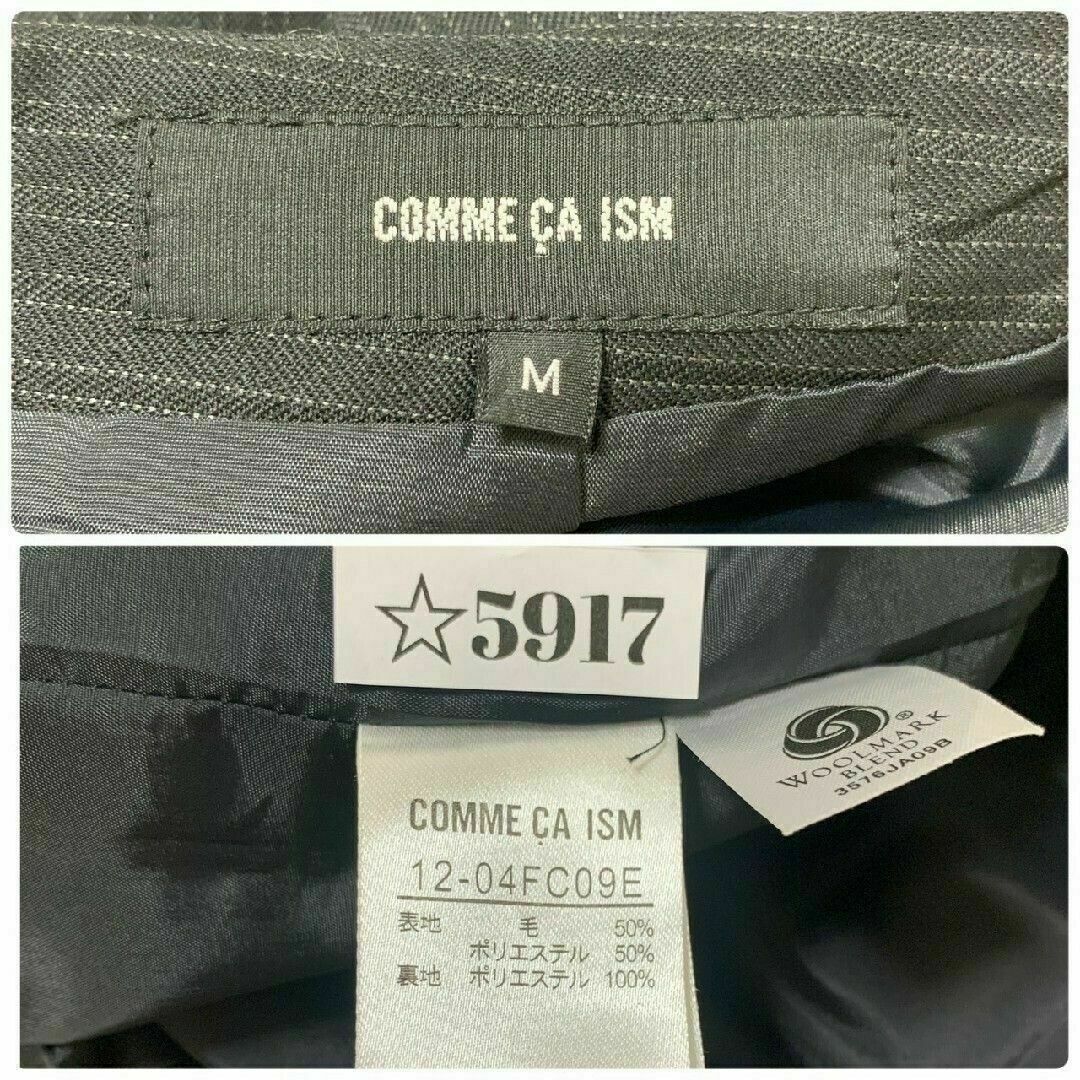 COMME ÇA ISM
M
☆5917
WOOLMARK
BLEND
3576JA09B
COMME ÇA ISM
12-04FC09E
表地 毛 50%
ポリエステル 50%
裏地 ポリエステル 100%